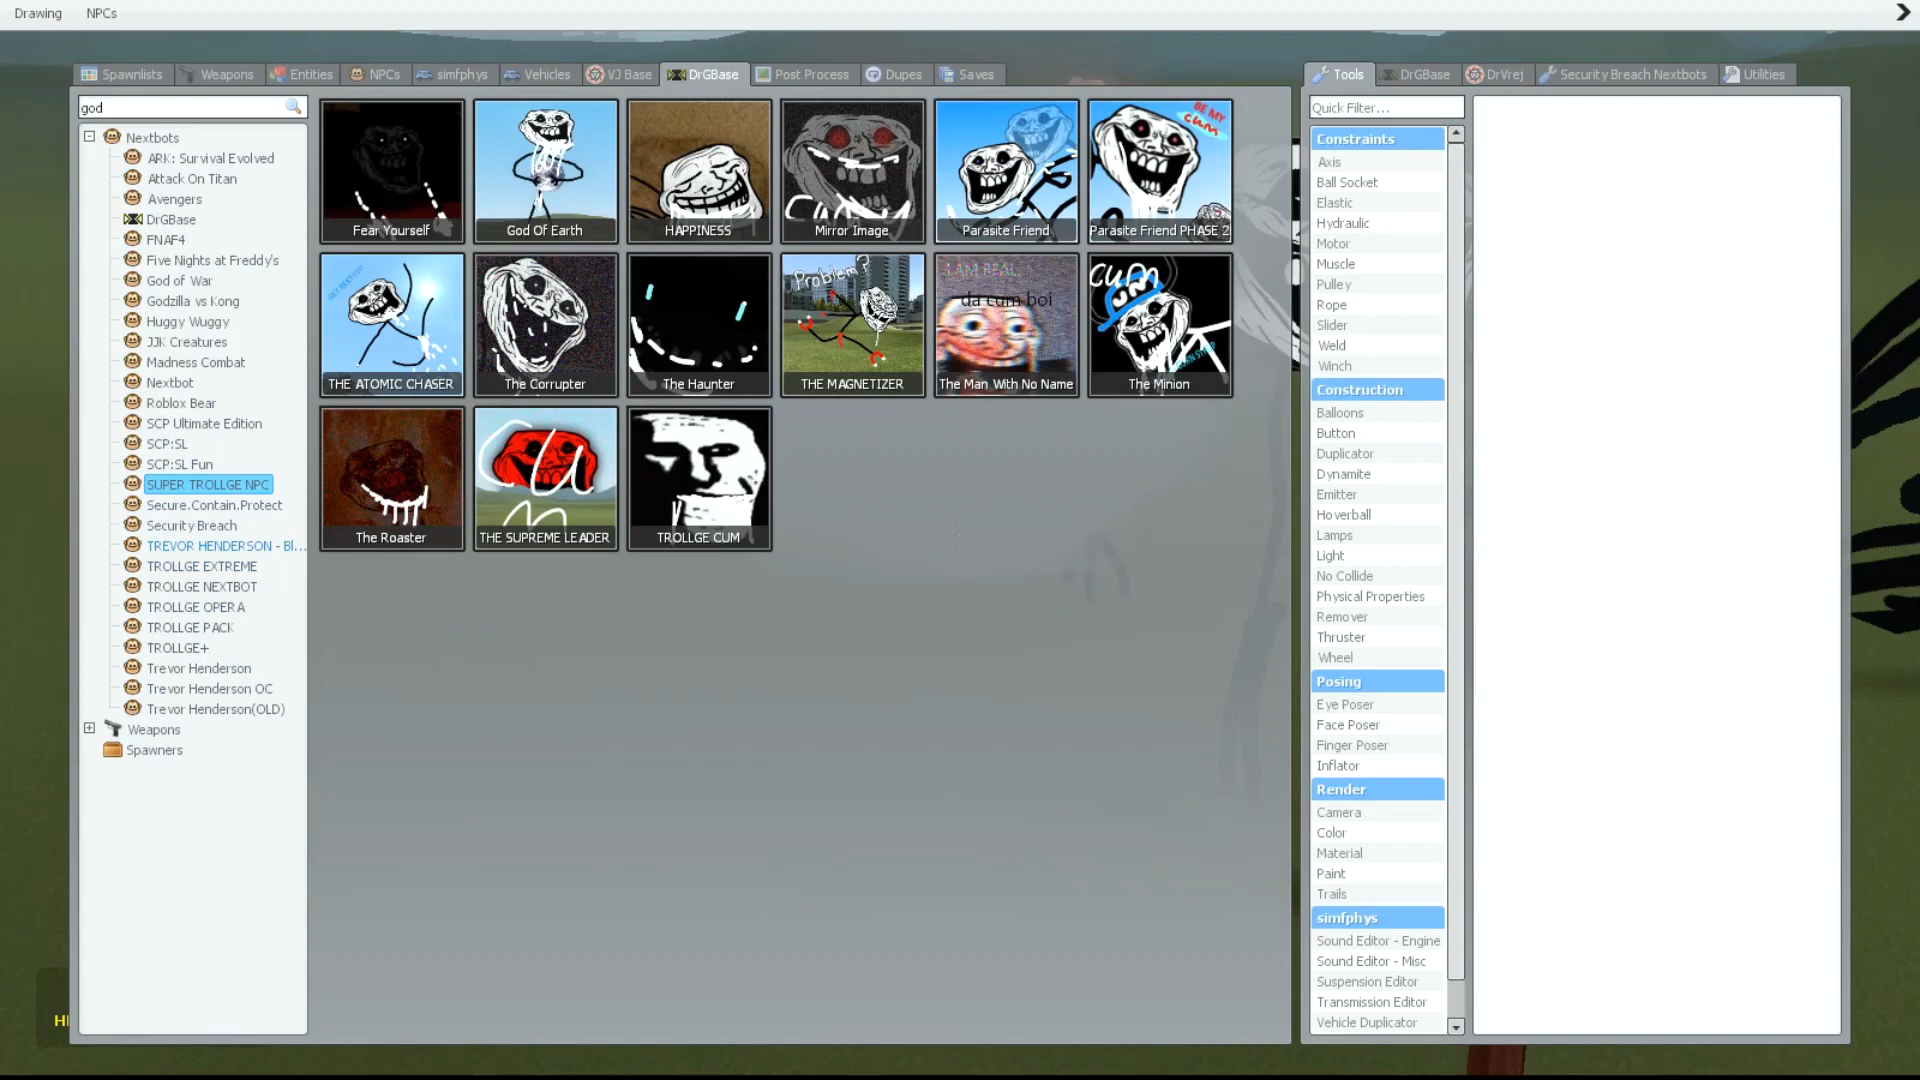 Drawing NPCs
Spawnlists Weapons Entities NPCs simfphys Vehicles VJ Base DrGBase Post Process Dupes Saves
god
Nextbots
ARK: Survival Evolved
Attack On Titan
Avengers
DrGBase
FNAF4
Five Nights at Freddy's
God of War
Godzilla vs Kong
Huggy Wuggy
JJK Creatures
Madness Combat
Nextbot
Roblox Bear
SCP Ultimate Edition
SCP:SL
SCP:SL Fun
SUPER TROLLGE NPC
Secure.Contain.Protect
Security Breach
TREVOR HENDERSON - Bl...
TROLLGE EXTREME
TROLLGE NEXTBOT
TROLLGE OPERA
TROLLGE PACK
TROLLGE+
Trevor Henderson
Trevor Henderson OC
Trevor Henderson(OLD)
Weapons
Spawners
Fear Yourself
God Of Earth
HAPPINESS
Mirror Image
Parasite Friend
BE MY
cum
Parasite Friend PHASE 2
THE ATOMIC CHASER
The Corrupter
The Haunter
Problem?
THE MAGNETIZER
I AM REAL
da cum boi
The Man With No Name
cum
The Minion
The Roaster
CU
THE SUPREME LEADER
TROLLGE CUM
Tools DrGBase DrVrej Security Breach Nextbots Utilities
Quick Filter...
Constraints
Axis
Ball Socket
Elastic
Hydraulic
Motor
Muscle
Pulley
Rope
Slider
Weld
Winch
Construction
Balloons
Button
Duplicator
Dynamite
Emitter
Hoverball
Lamps
Light
No Collide
Physical Properties
Remover
Thruster
Wheel
Posing
Eye Poser
Face Poser
Finger Poser
Inflator
Render
Camera
Color
Material
Paint
Trails
simfphys
Sound Editor - Engine
Sound Editor - Misc
Suspension Editor
Transmission Editor
Vehicle Duplicator